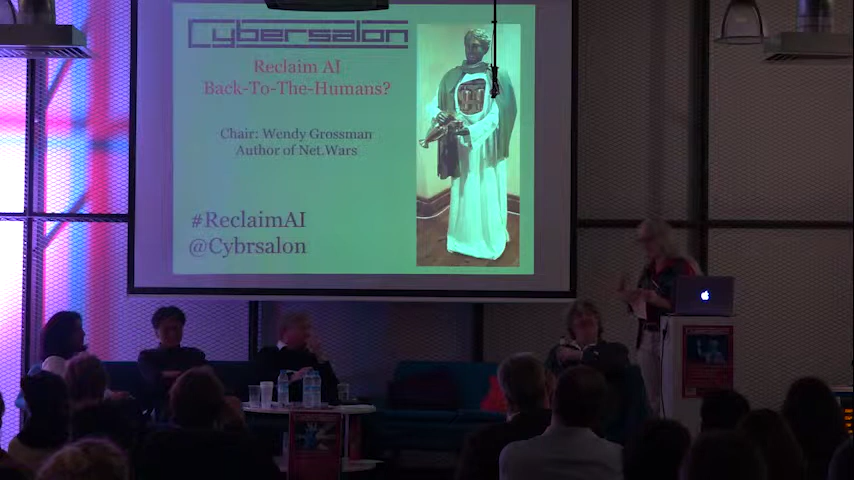 Cybersalon
Reclaim AI
Back-To-The-Humans?
Chair: Wendy Grossman
Author of Net.Wars
#ReclaimAI
@Cybrsalon